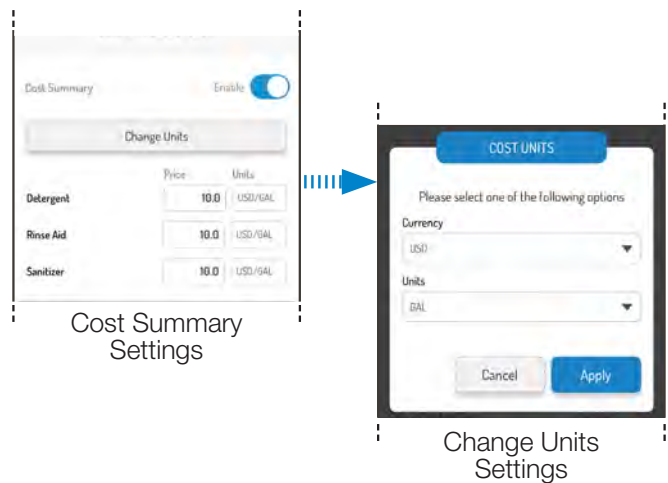 Cost Summary Enable
Change Units
Price Units
Detergent 10.0 USD/GAL
Rinse Aid 10.0 USD/GAL
Sanitizer 10.0 USD/GAL
Cost Summary
Settings
COST UNITS
Please select one of the following options
Currency
USD
Units
GAL
Cancel Apply
Change Units
Settings